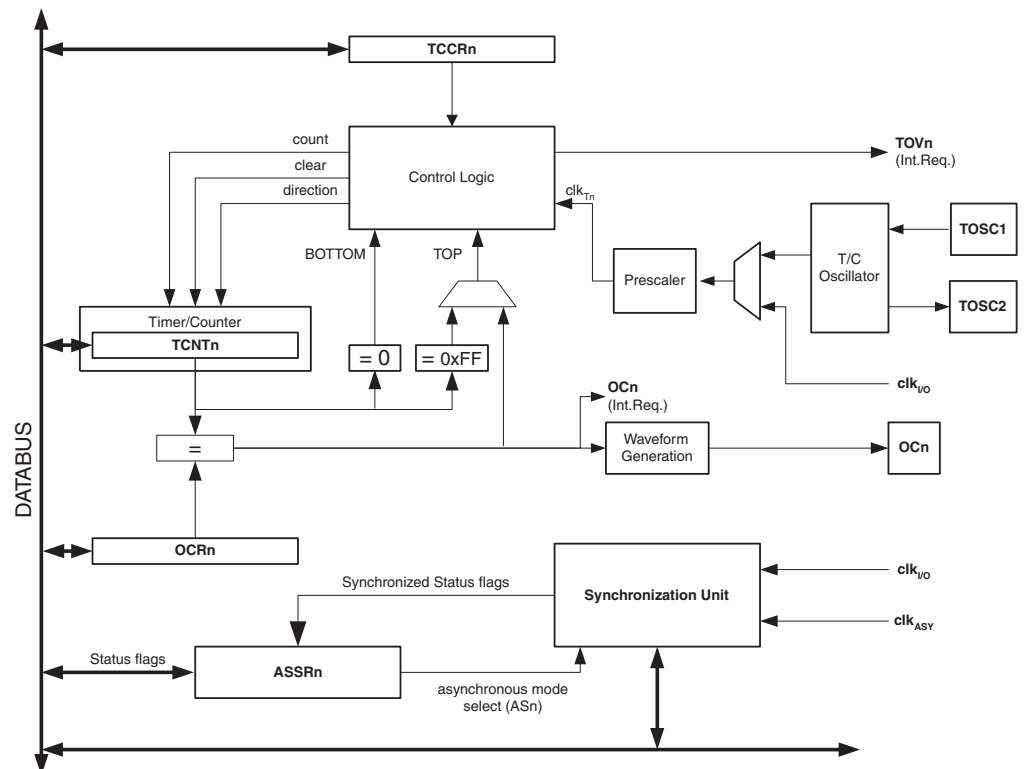 TCCRn
count
clear
direction
Control Logic
TOVn
(Int.Req.)
clkTn
BOTTOM
TOP
Prescaler
T/C
Oscillator
TOSC1
TOSC2
Timer/Counter
TCNTn
= 0
= 0xFF
clkI/O
OCn
(Int.Req.)
=
Waveform
Generation
OCn
DATABUS
OCRn
Synchronized Status flags
Synchronization Unit
clkI/O
clkASY
Status flags
ASSRn
asynchronous mode
select (ASn)